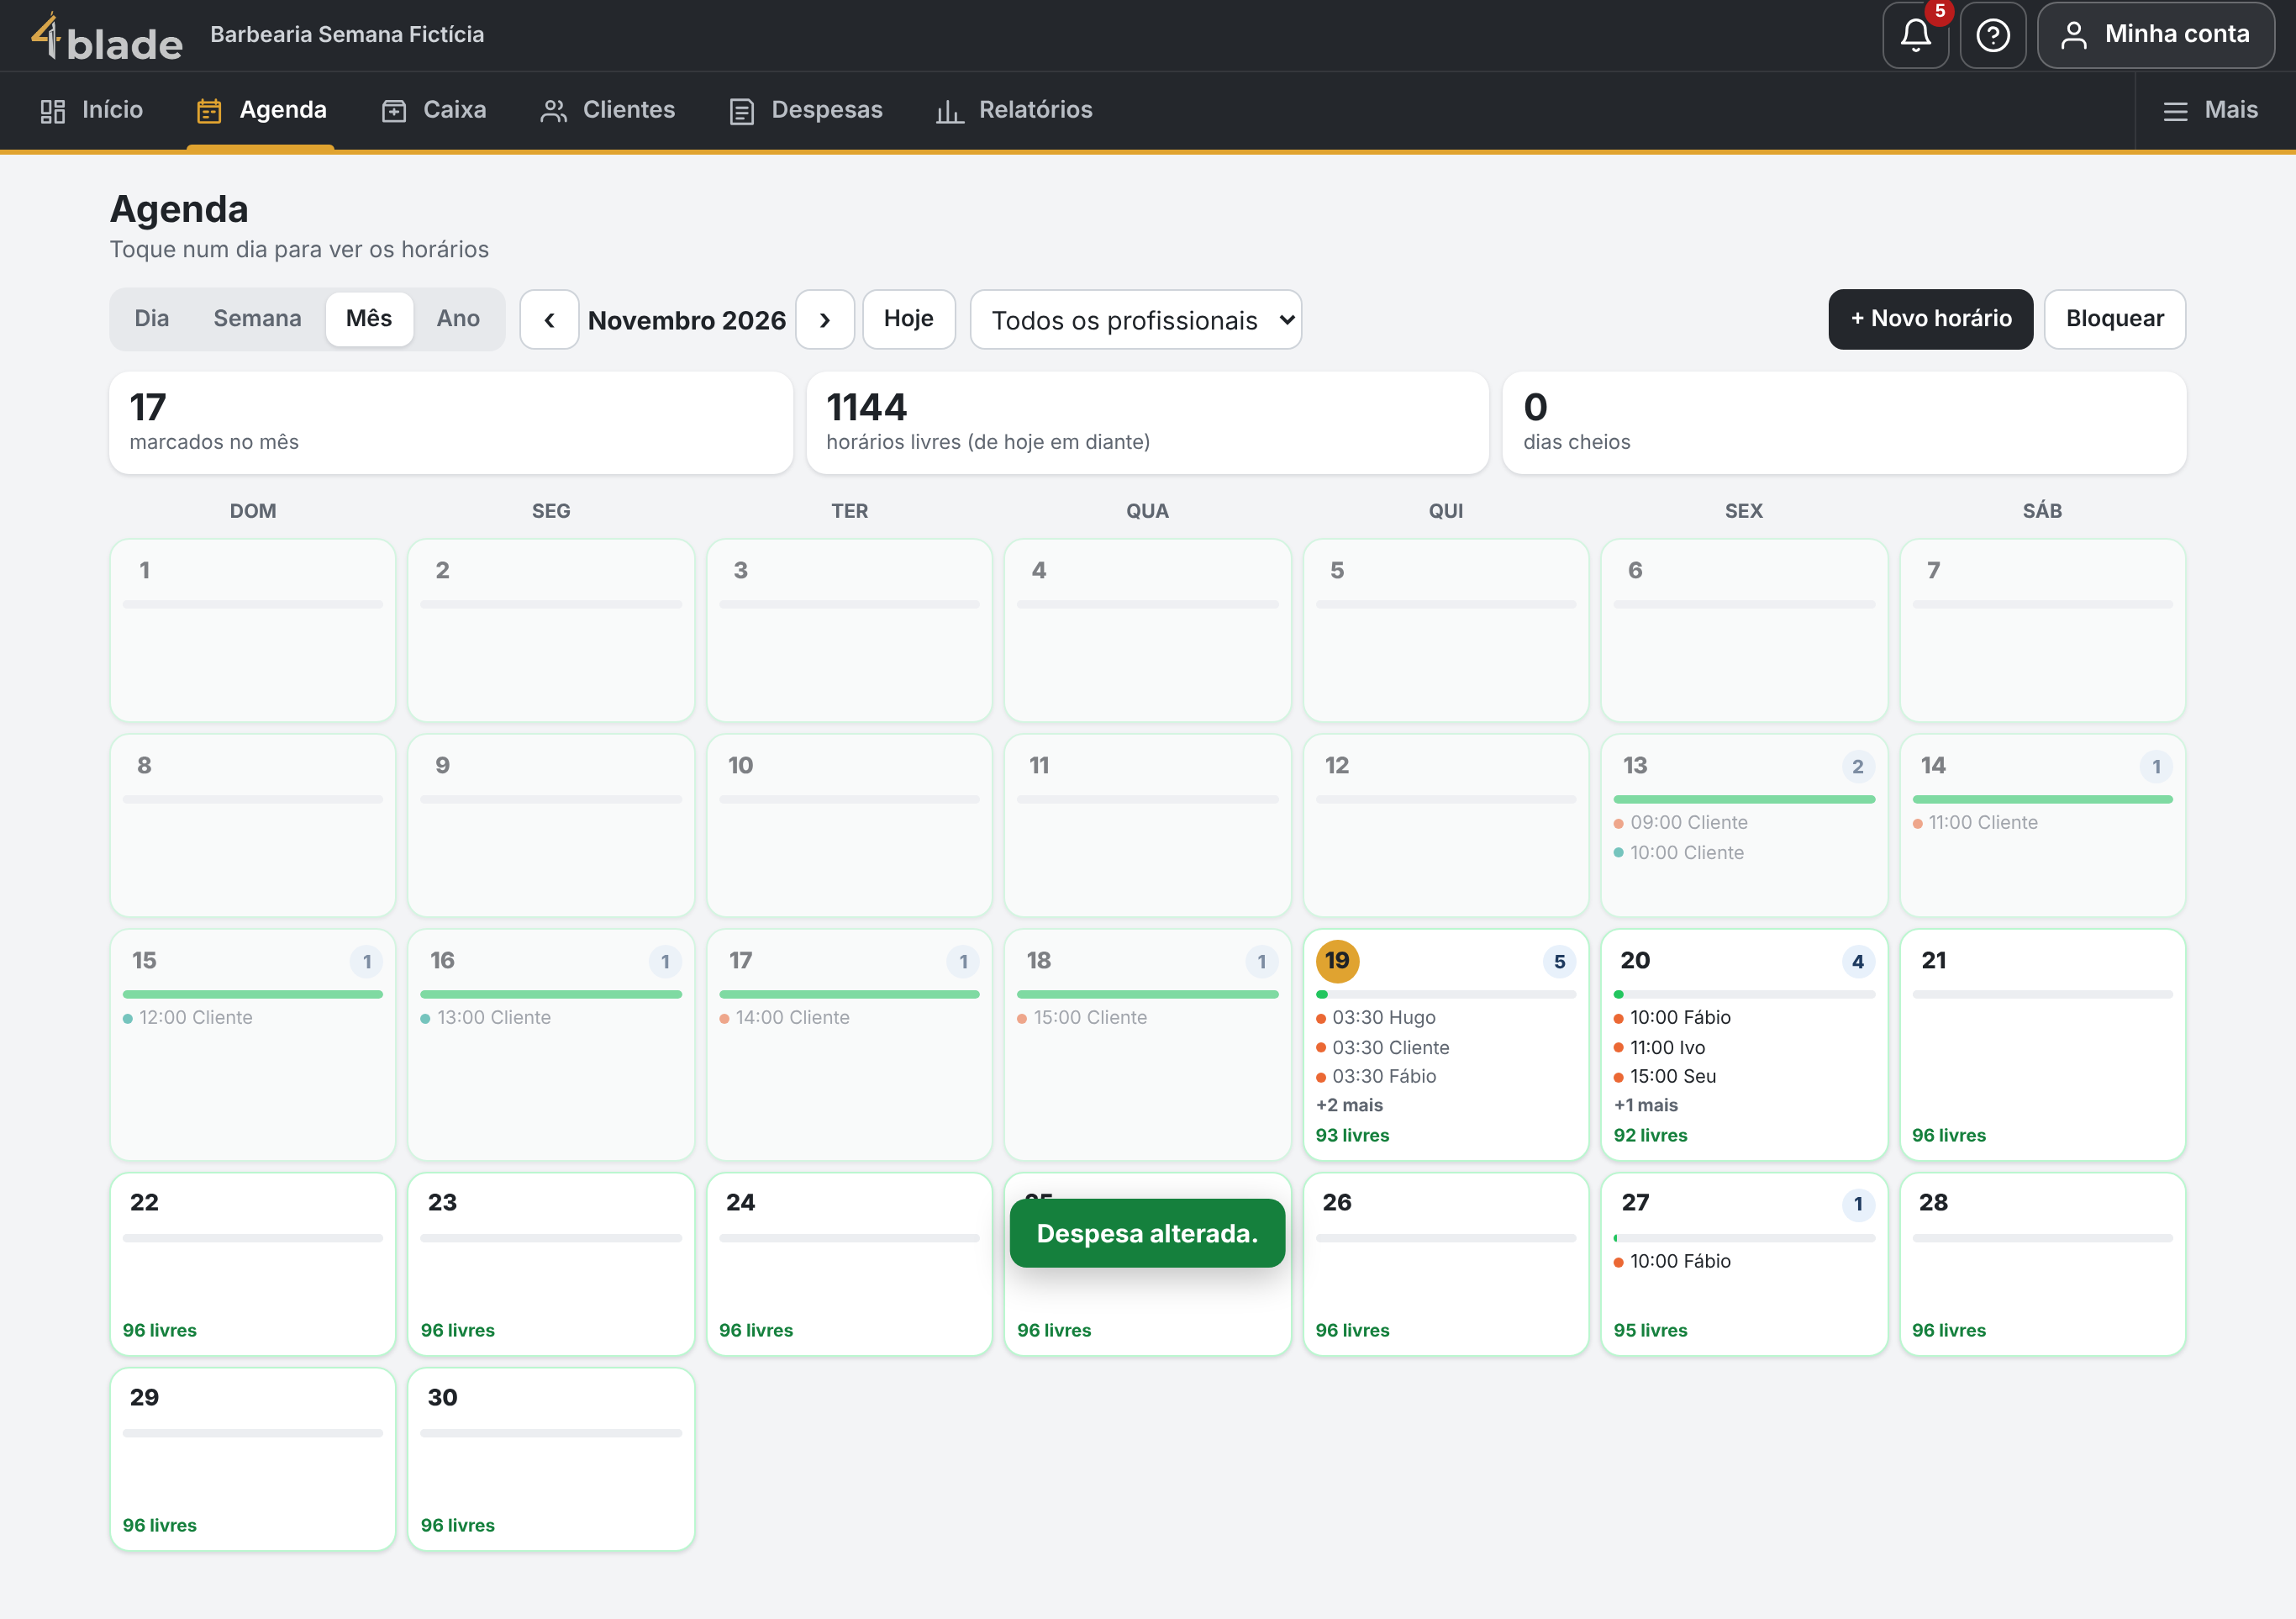 4blade Barbearia Semana Fictícia 5 Minha conta
Início Agenda Caixa Clientes Despesas Relatórios Mais
Agenda
Toque num dia para ver os horários
Dia Semana Mês Ano ‹ Novembro 2026 › Hoje Todos os profissionais + Novo horário Bloquear
17 1144 0
marcados no mês horários livres (de hoje em diante) dias cheios
DOM SEG TER QUA QUI SEX SÁB
1 2 3 4 5 6 7
8 9 10 11 12 13 2 14 1
09:00 Cliente 11:00 Cliente
10:00 Cliente
15 1 16 1 17 1 18 1 19 5 20 4 21
12:00 Cliente 13:00 Cliente 14:00 Cliente 15:00 Cliente 03:30 Hugo 10:00 Fábio
03:30 Cliente 11:00 Ivo
03:30 Fábio 15:00 Seu
+2 mais +1 mais
93 livres 92 livres 96 livres
22 23 24 26 27 1 28
Despesa alterada.
10:00 Fábio
96 livres 96 livres 96 livres 96 livres 96 livres 95 livres 96 livres
29 30
96 livres 96 livres